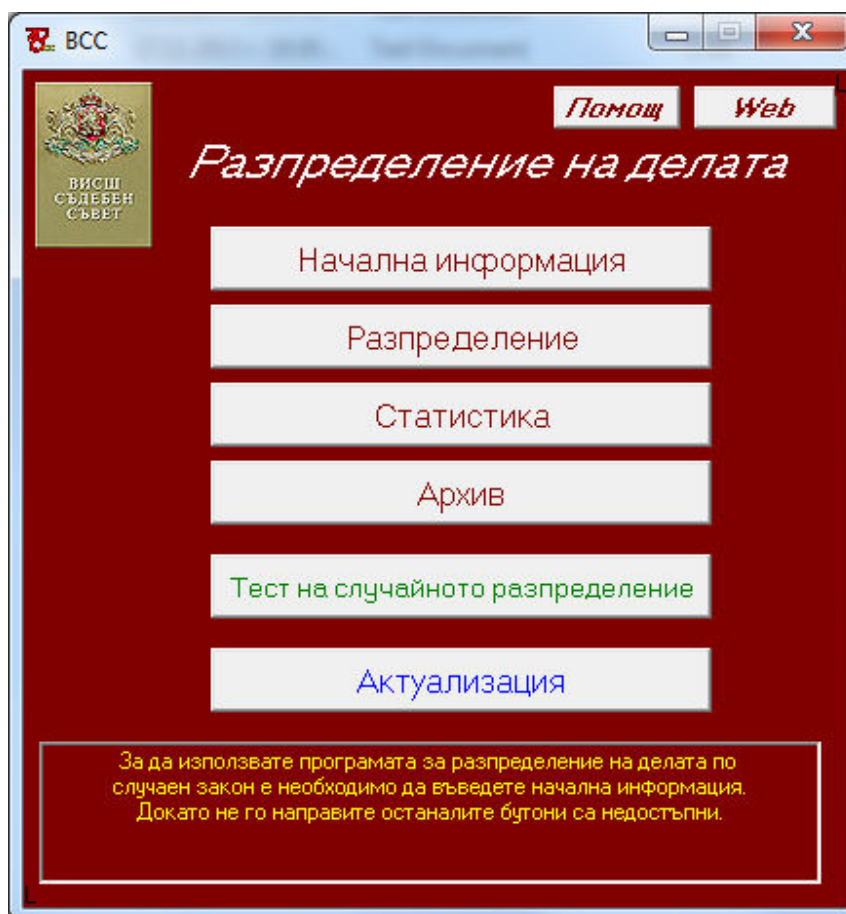 ВСС
Помощ
Web
ВИСШ
СЪДЕБЕН
СЪВЕТ
Разпределение на делата
Начална информация
Разпределение
Статистика
Архив
Тест на случайното разпределение
Актуализация
За да използвате програмата за разпределение на делата по
случаен закон е необходимо да въведете начална информация.
Докато не го направите останалите бутони са недостъпни.